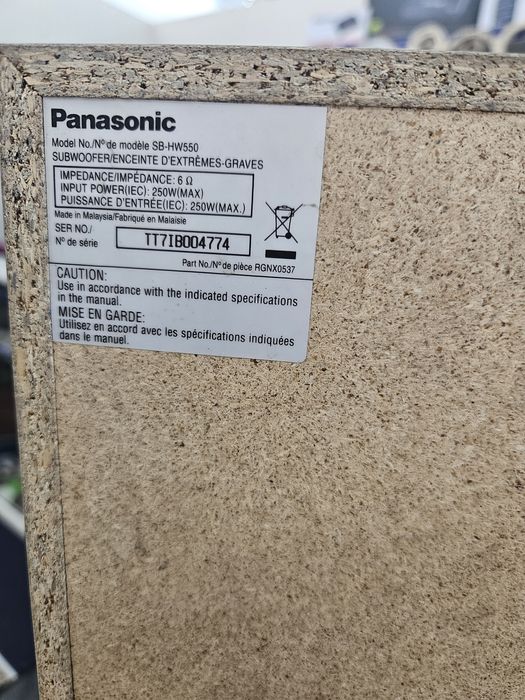 Panasonic
Model No./Nº de modèle SB-HW550
SUBWOOFER/ENCEINTE D'EXTRÊMES-GRAVES
IMPEDANCE/IMPÉDANCE: 6 Ω
INPUT POWER(IEC): 250W(MAX)
PUISSANCE D'ENTRÉE(IEC): 250W(MAX.)
Made in Malaysia/Fabriqué en Malaisie
SER NO./
Nº de série
TT7IB004774
Part No./Nº de pièce RGNX0537
CAUTION:
Use in accordance with the indicated specifications
in the manual.
MISE EN GARDE:
Utilisez en accord avec les spécifications indiquées
dans le manuel.